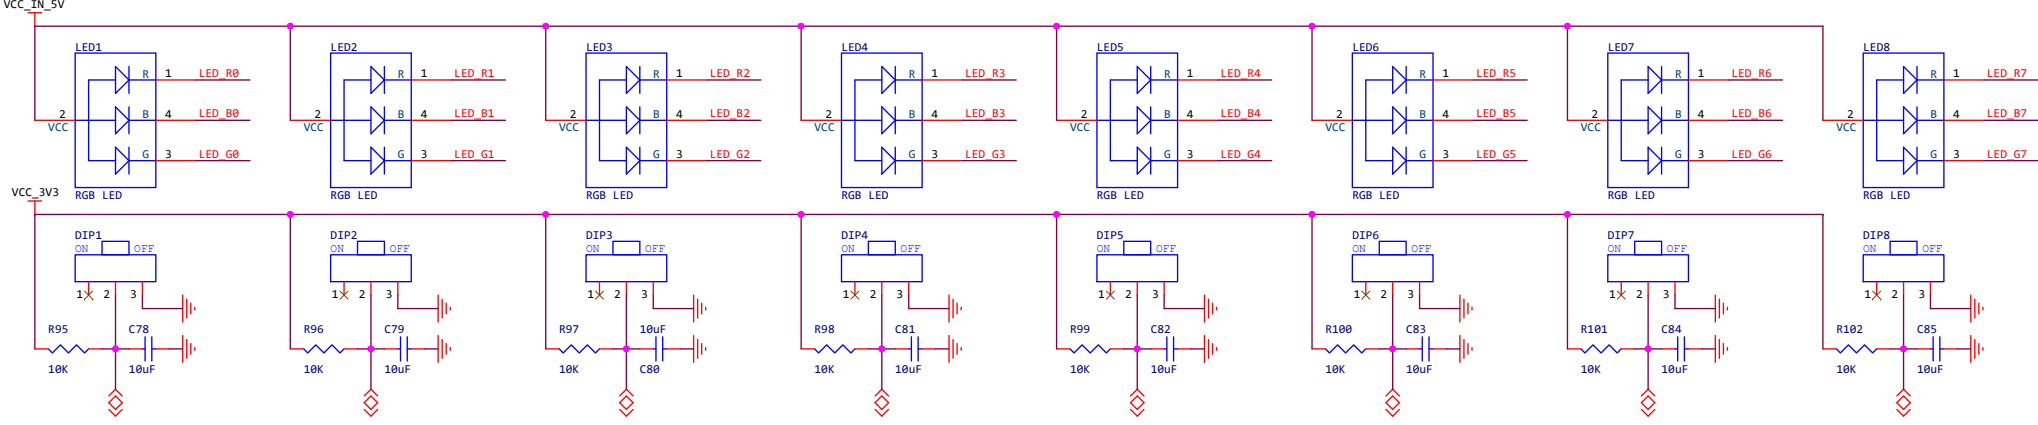 VCC_IN_5V
LED1 LED2 LED3 LED4 LED5 LED6 LED7 LED8
R 1 LED_R0 R 1 LED_R1 R 1 LED_R2 R 1 LED_R3 R 1 LED_R4 R 1 LED_R5 R 1 LED_R6 R 1 LED_R7
2 B 4 LED_B0 2 B 4 LED_B1 2 B 4 LED_B2 2 B 4 LED_B3 2 B 4 LED_B4 2 B 4 LED_B5 2 B 4 LED_B6 2 B 4 LED_B7
VCC VCC VCC VCC VCC VCC VCC VCC
G 3 LED_G0 G 3 LED_G1 G 3 LED_G2 G 3 LED_G3 G 3 LED_G4 G 3 LED_G5 G 3 LED_G6 G 3 LED_G7
VCC_3V3
RGB LED RGB LED RGB LED RGB LED RGB LED RGB LED RGB LED RGB LED
DIP1 DIP2 DIP3 DIP4 DIP5 DIP6 DIP7 DIP8
ON OFF ON OFF ON OFF ON OFF ON OFF ON OFF ON OFF ON OFF
1 2 3 1 2 3 1 2 3 1 2 3 1 2 3 1 2 3 1 2 3 1 2 3
R95 C78 R96 C79 R97 10uF R98 C81 R99 C82 R100 C83 R101 C84 R102 C85
10K 10uF 10K 10uF 10K C80 10K 10uF 10K 10uF 10K 10uF 10K 10uF 10K 10uF